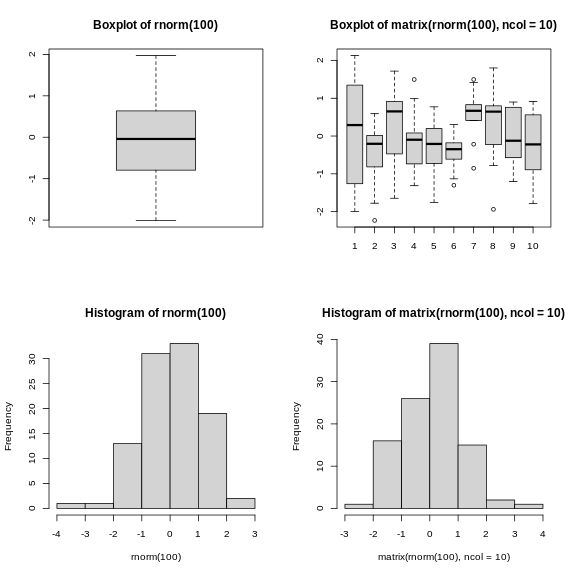 Boxplot of rnorm(100)
2
1
0
-1
-2
Boxplot of matrix(rnorm(100), ncol = 10)
2
1
0
-1
-2
1 2 3 4 5 6 7 8 9 10
Histogram of rnorm(100)
Frequency
30
25
20
15
10
5
0
-4 -3 -2 -1 0 1 2 3
rnorm(100)
Histogram of matrix(rnorm(100), ncol = 10)
Frequency
40
30
20
10
0
-3 -2 -1 0 1 2 3 4
matrix(rnorm(100), ncol = 10)